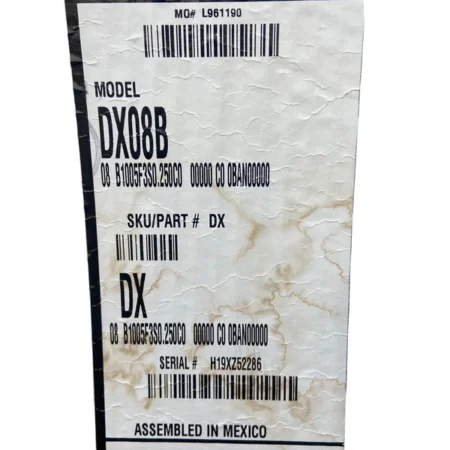 MO# L961190
MODEL
DX08B
08 B1005F3S0.250C0 00000 C0 0BAN00000
SKU/PART # DX
DX
08 B1005F3S0.250C0 00000 C0 0BAN00000
SERIAL # H19XZ52286
ASSEMBLED IN MEXICO